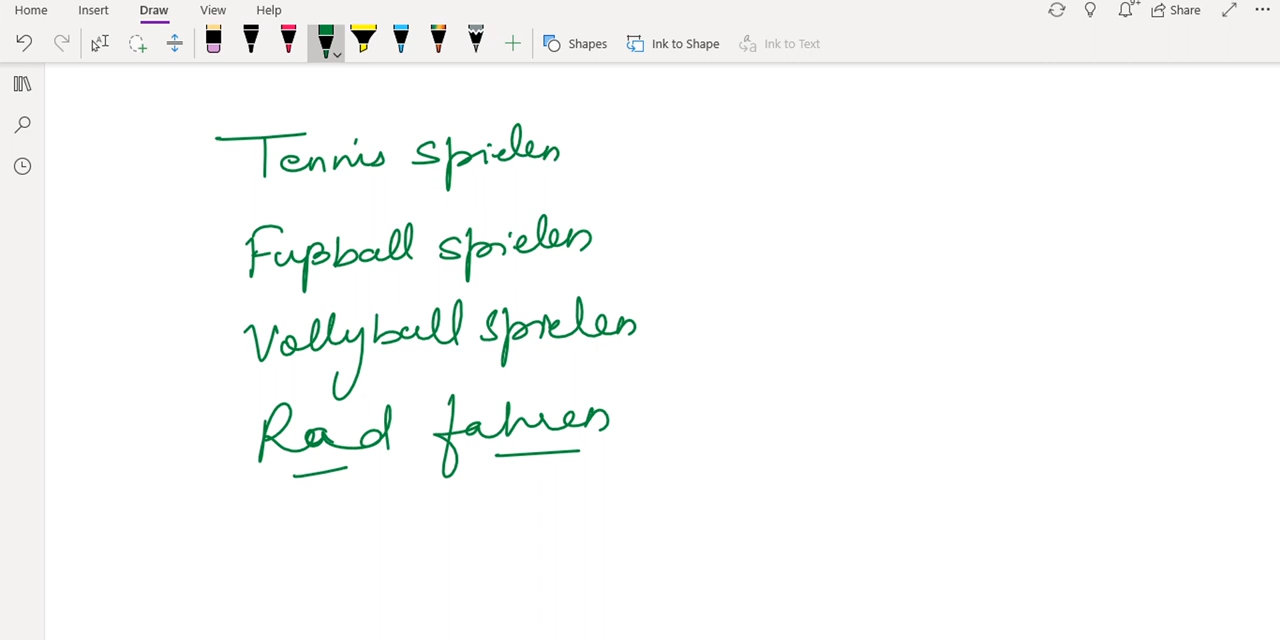 Home Insert Draw View Help Share
Shapes Ink to Shape Ink to Text
Tennis spielen
Fußball spielen
Vollyball spielen
Rad fahren